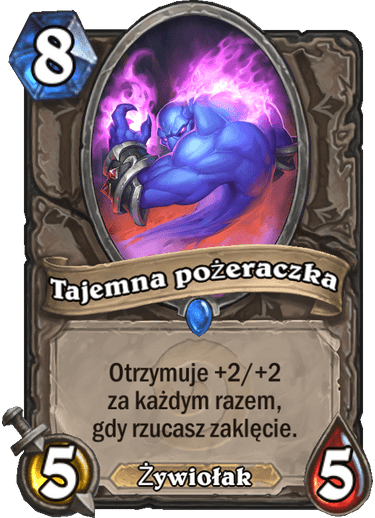 8
Tajemna pożeraczka
Otrzymuje +2/+2
za każdym razem,
gdy rzucasz zaklęcie.
5
Żywiołak
5